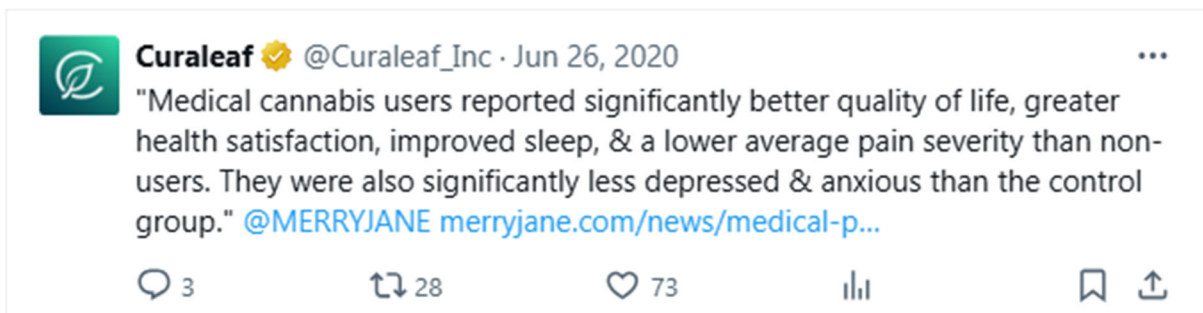 Curaleaf @Curaleaf_Inc · Jun 26, 2020
"Medical cannabis users reported significantly better quality of life, greater
health satisfaction, improved sleep, & a lower average pain severity than non-
users. They were also significantly less depressed & anxious than the control
group." @MERRYJANE merryjane.com/news/medical-p...
3 28 73